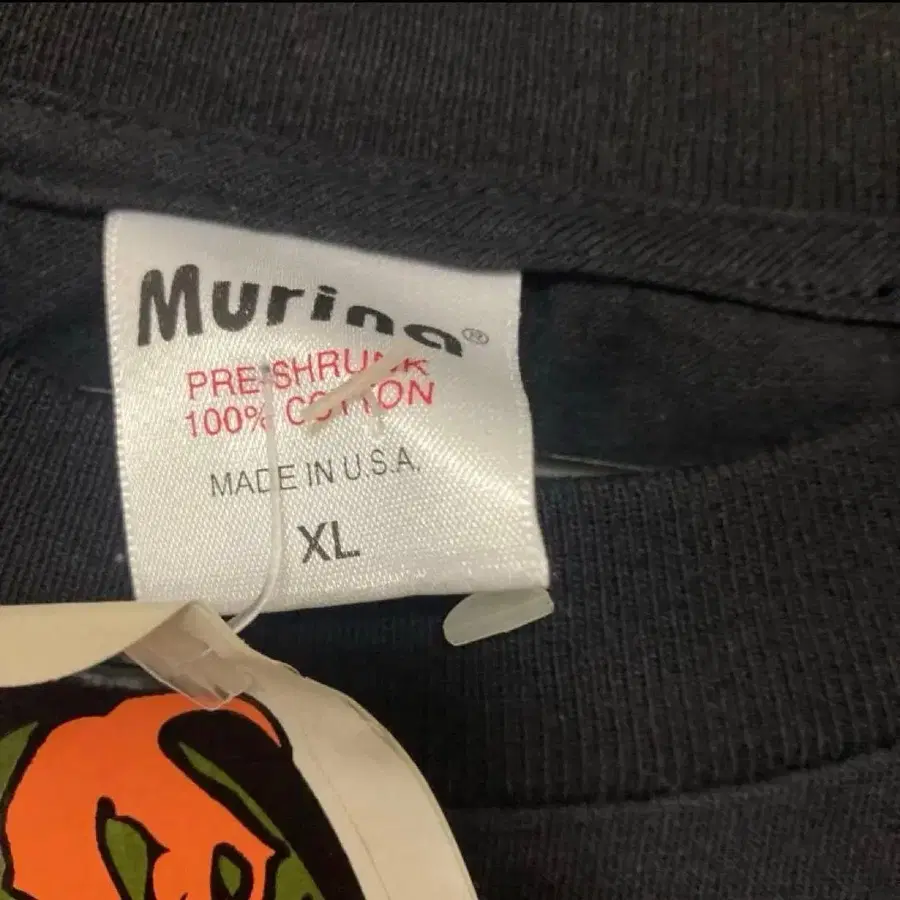 Murina®
PRE-SHRUNK
100% COTTON
MADE IN U.S.A.
XL